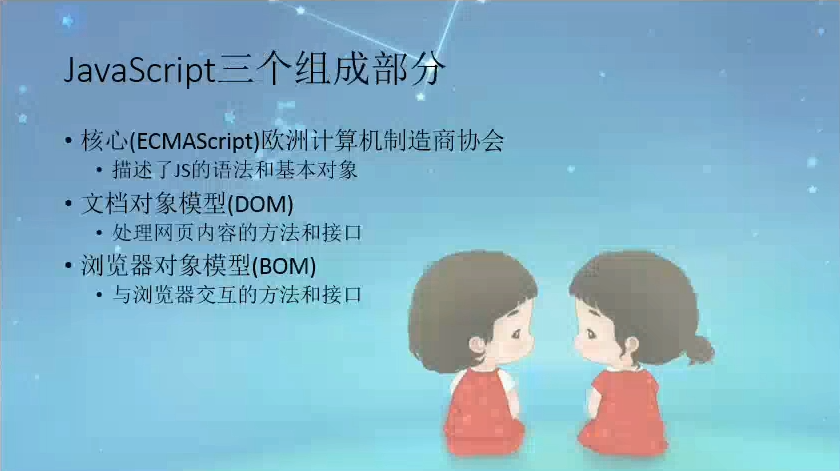 JavaScript三个组成部分
• 核心(ECMAScript)欧洲计算机制造商协会
• 描述了JS的语法和基本对象
• 文档对象模型(DOM)
• 处理网页内容的方法和接口
• 浏览器对象模型(BOM)
• 与浏览器交互的方法和接口